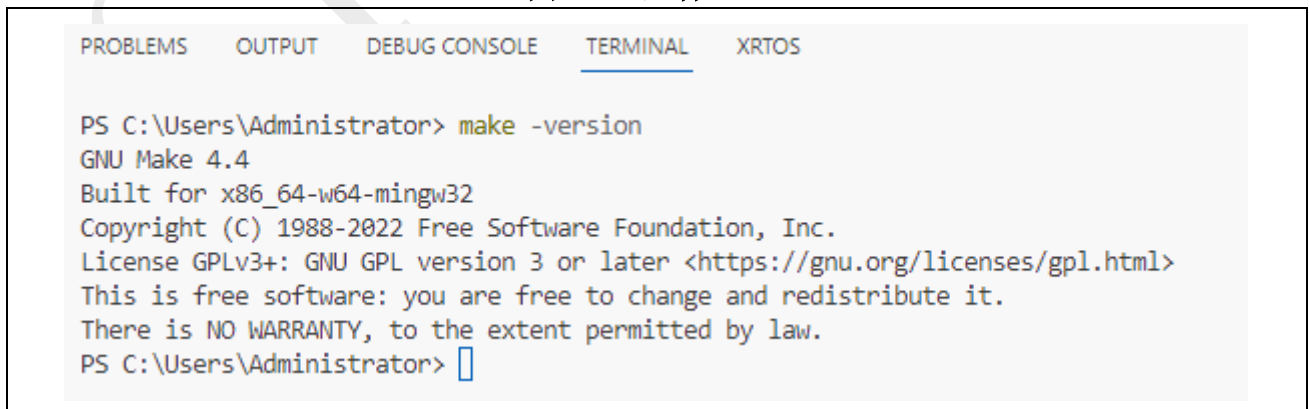 PROBLEMS OUTPUT DEBUG CONSOLE TERMINAL XRTOS
PS C:\Users\Administrator> make -version
GNU Make 4.4
Built for x86_64-w64-mingw32
Copyright (C) 1988-2022 Free Software Foundation, Inc.
License GPLv3+: GNU GPL version 3 or later <https://gnu.org/licenses/gpl.html>
This is free software: you are free to change and redistribute it.
There is NO WARRANTY, to the extent permitted by law.
PS C:\Users\Administrator>